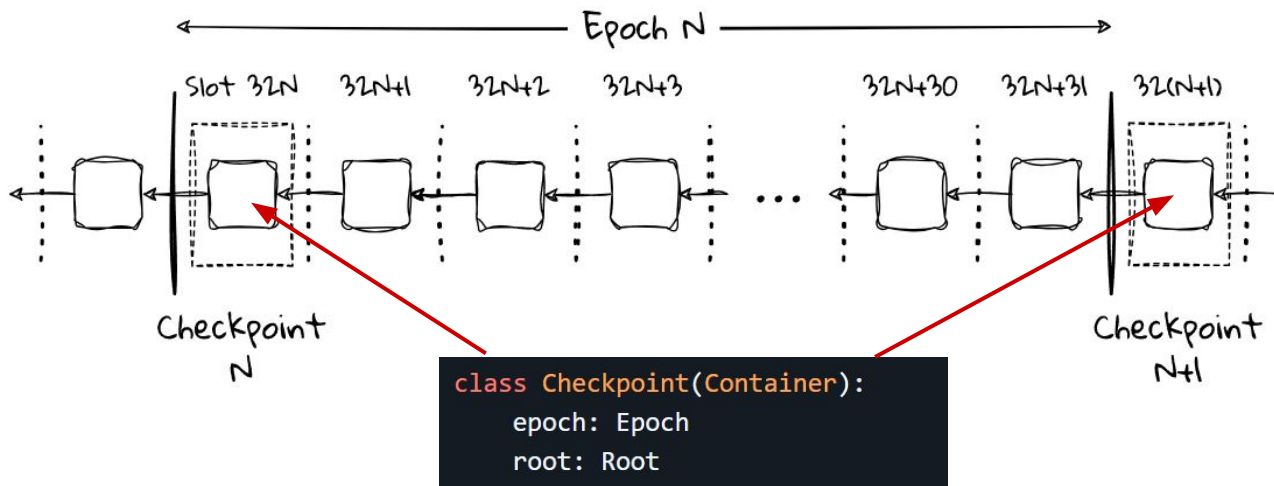 Epoch N
Slot 32N 32N+1 32N+2 32N+3 32N+30 32N+31 32(N+1)
...
Checkpoint
N
Checkpoint
N+1
class Checkpoint(Container):
    epoch: Epoch
    root: Root